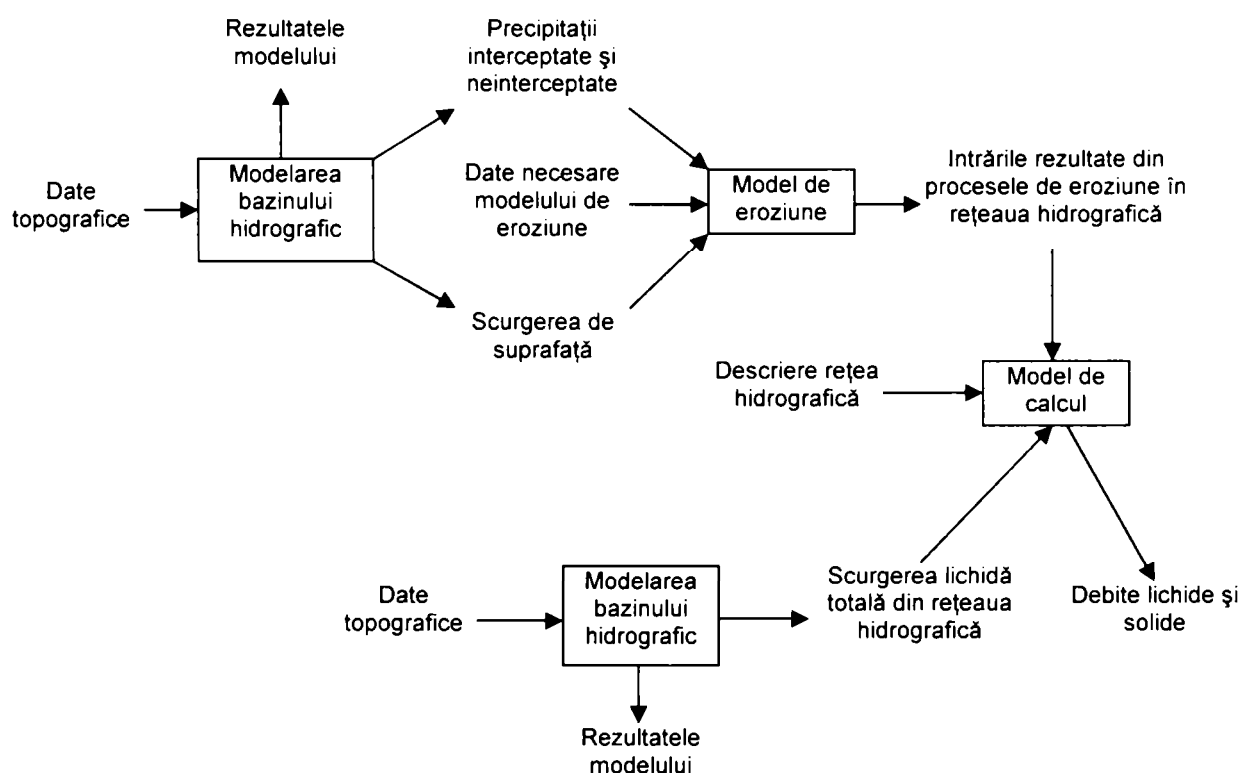 Rezultatele
modelului
Precipitații
interceptate și
neinterceptate
Date
topografice
Modelarea
bazinului
hidrografic
Date necesare
modelului de
eroziune
Model de
eroziune
Intrările rezultate din
procesele de eroziune în
rețeaua hidrografică
Scurgerea de
suprafață
Descriere rețea
hidrografică
Model de
calcul
Date
topografice
Modelarea
bazinului
hidrografic
Scurgerea lichidă
totală din rețeaua
hidrografică
Debite lichide și
solide
Rezultatele
modelului